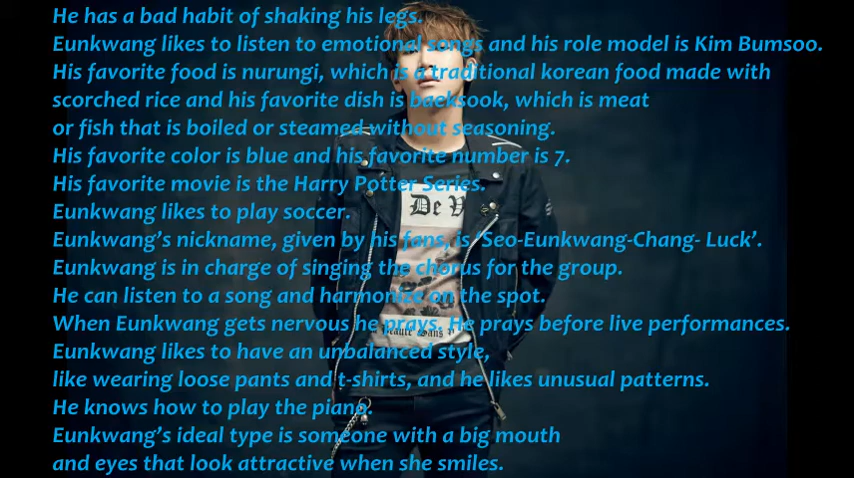 He has a bad habit of shaking his legs.
Eunkwang likes to listen to emotional songs and his role model is Kim Bumsoo.
His favorite food is nurungi, which is a traditional korean food made with
scorched rice and his favorite dish is baeksook, which is meat
or fish that is boiled or steamed without seasoning.
His favorite color is blue and his favorite number is 7.
His favorite movie is the Harry Potter Series.
De V
Eunkwang likes to play soccer.
Eunkwang’s nickname, given by his fans, is ‘Seo-Eunkwang-Chang- Luck’.
Eunkwang is in charge of singing the chorus for the group.
He can listen to a song and harmonize on the spot.
When Eunkwang gets nervous he prays. He prays before live performances.
Beauté Sans
Eunkwang likes to have an unbalanced style,
like wearing loose pants and t-shirts, and he likes unusual patterns.
He knows how to play the piano.
Eunkwang’s ideal type is someone with a big mouth
and eyes that look attractive when she smiles.